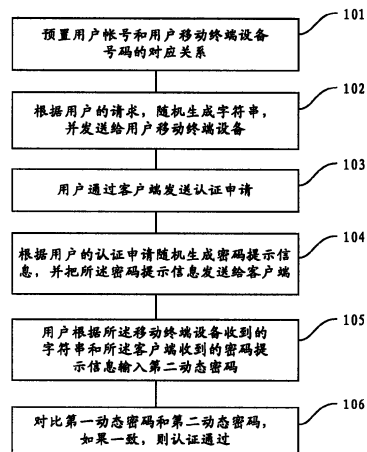 101
预置用户帐号和用户移动终端设备
号码的对应关系
102
根据用户的请求，随机生成字符串，
并发送给用户移动终端设备
103
用户通过客户端发送认证申请
104
根据用户的认证申请随机生成密码提示信
息，并把所述密码提示信息发送给客户端
105
用户根据所述移动终端设备收到的
字符串和所述客户端收到的密码提
示信息输入第二动态密码
106
对比第一动态密码和第二动态密码，
如果一致，则认证通过